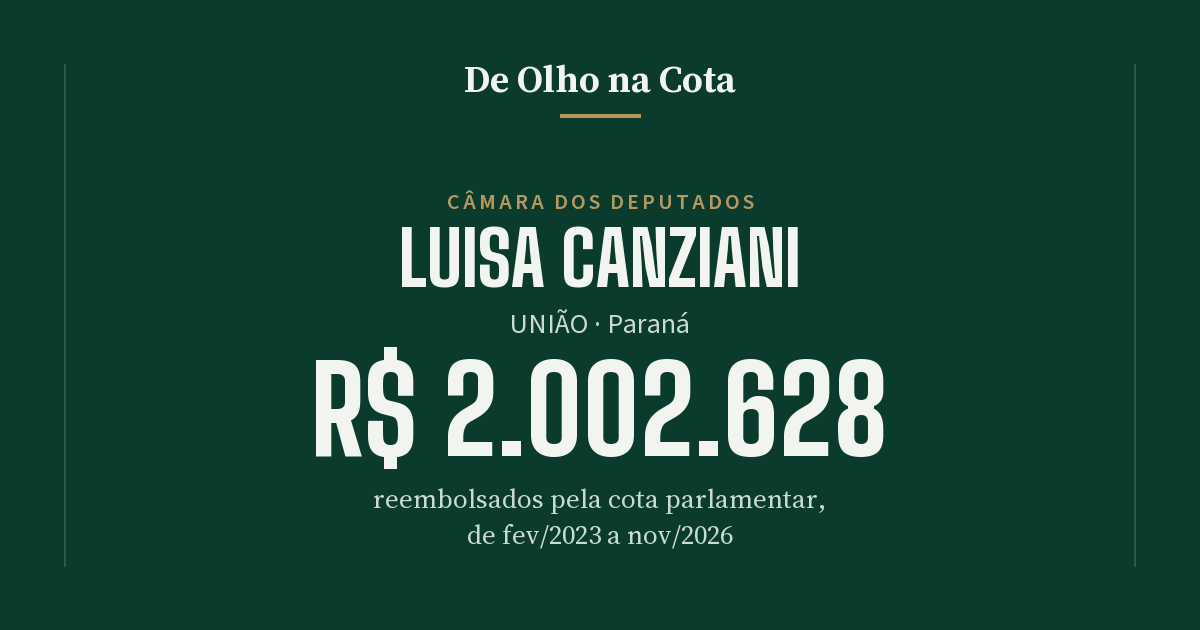 De Olho na Cota
CÂMARA DOS DEPUTADOS
LUISA CANZIANI
UNIÃO · Paraná
R$ 2.002.628
reembolsados pela cota parlamentar,
de fev/2023 a nov/2026